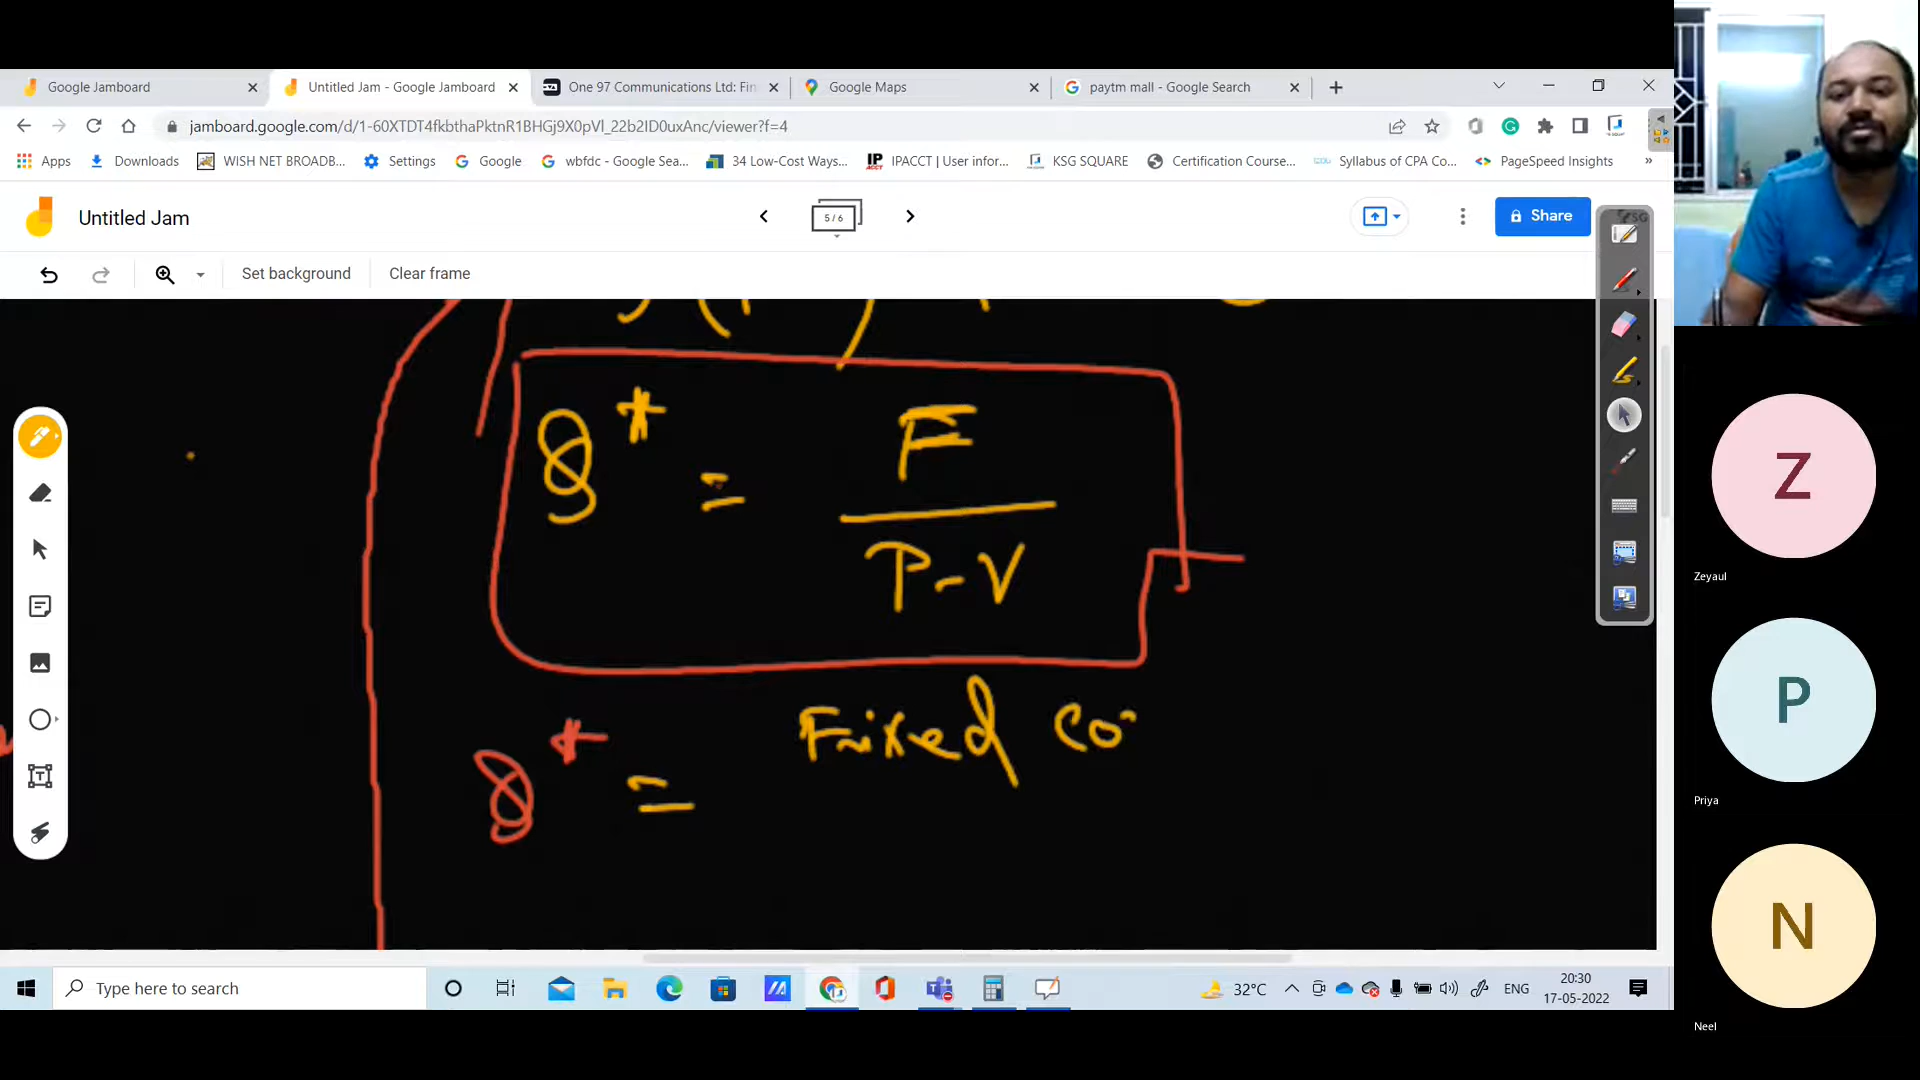 Google Jamboard
Untitled Jam - Google Jamboard
One 97 Communications Ltd: Fin
Google Maps
paytm mall - Google Search
jamboard.google.com/d/1-60XTDT4fkbthaPktnR1BHGj9X0pVl_22b2ID0uxAnc/viewer?f=4
Apps
Downloads
WISH NET BROADB...
Settings
Google
wbfdc - Google Sea...
34 Low-Cost Ways...
IPACCT | User infor...
KSG SQUARE
Certification Course...
Syllabus of CPA Co...
PageSpeed Insights
»
Untitled Jam
5 / 6
Share
Set background
Clear frame
Q* = F
P - V
Q* = Fixed Co
Z
Zeyaul
P
Priya
N
Neel
Type here to search
32°C
ENG
20:30
17-05-2022